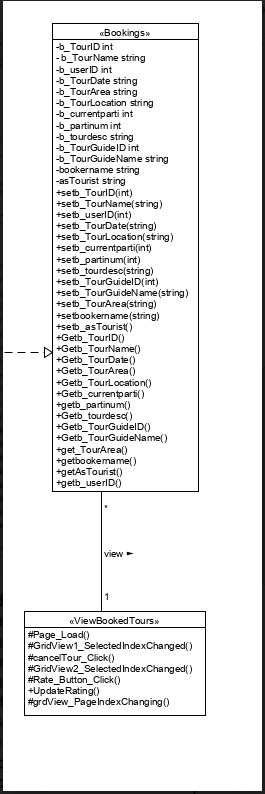 «Bookings»
-b_TourID int
- b_TourName string
-b_userID int
-b_TourDate string
-b_TourArea string
-b_TourLocation string
-b_currentparti int
-b_partinum int
-b_tourdesc string
-b_TourGuideID int
-b_TourGuideName string
-bookername string
-asTourist string
+setb_TourID(int)
+setb_TourName(string)
+setb_userID(int)
+setb_TourDate(string)
+setb_TourLocation(string)
+setb_currentparti(int)
+setb_partinum(int)
+setb_tourdesc(string)
+setb_TourGuideID(int)
+setb_TourGuideName(string)
+setb_TourArea(string)
+setbookername(string)
+setb_asTourist()
+Getb_TourID()
+Getb_TourName()
+Getb_TourDate()
+Getb_TourArea()
+Getb_TourLocation()
+Getb_currentparti()
+getb_partinum()
+Getb_tourdesc()
+Getb_TourGuideID()
+Getb_TourGuideName()
+get_TourArea()
+getbookername()
+getAsTourist()
+getb_userID()
*
view ►
1
«ViewBookedTours»
#Page_Load()
#GridView1_SelectedIndexChanged()
#cancelTour_Click()
#GridView2_SelectedIndexChanged()
#Rate_Button_Click()
+UpdateRating()
#grdView_PageIndexChanging()